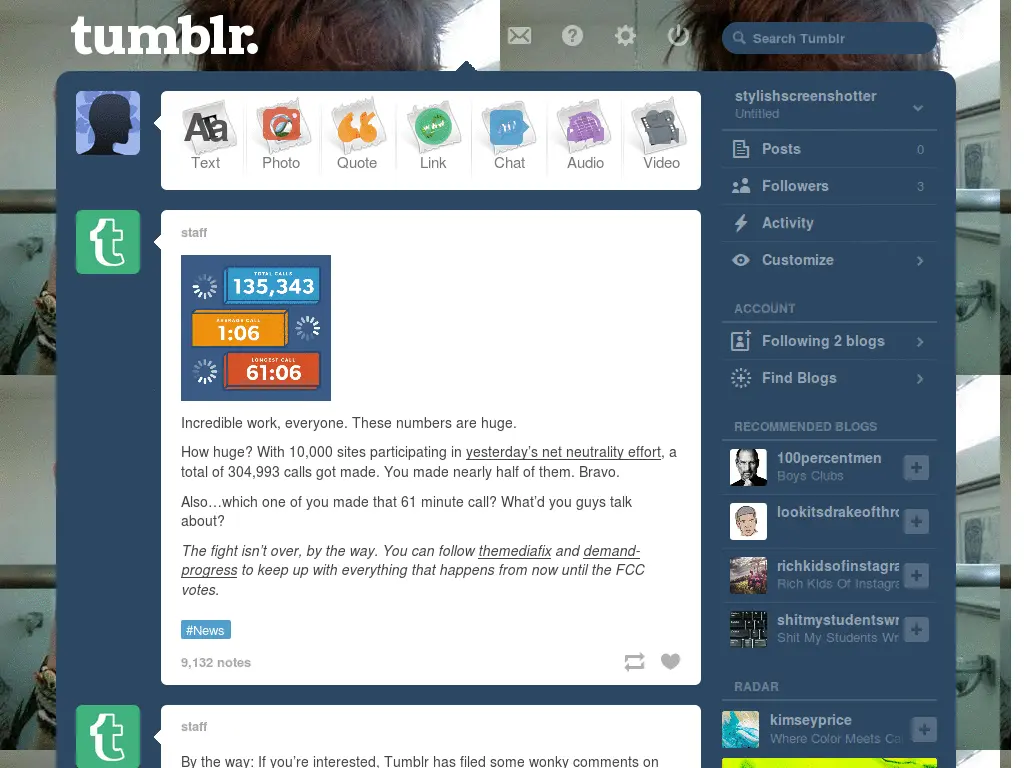 tumblr.
Search Tumblr
Text
Photo
Quote
Link
Chat
Audio
Video
staff
TOTAL CALLS
135,343
AVERAGE CALL
1:06
LONGEST CALL
61:06
Incredible work, everyone. These numbers are huge.
How huge? With 10,000 sites participating in yesterday’s net neutrality effort, a
total of 304,993 calls got made. You made nearly half of them. Bravo.
Also…which one of you made that 61 minute call? What’d you guys talk
about?
The fight isn’t over, by the way. You can follow themediafix and demand-
progress to keep up with everything that happens from now until the FCC
votes.
#News
9,132 notes
staff
By the way: If you’re interested, Tumblr has filed some wonky comments on
stylishscreenshotter
Untitled
Posts 0
Followers 3
Activity
Customize
ACCOUNT
Following 2 blogs
Find Blogs
RECOMMENDED BLOGS
100percentmen
Boys Clubs
lookitsdrakeofthro
richkidsofinstagra
Rich Kids Of Instagra
shitmystudentswr
Shit My Students Wr
RADAR
kimseyprice
Where Color Meets Ca